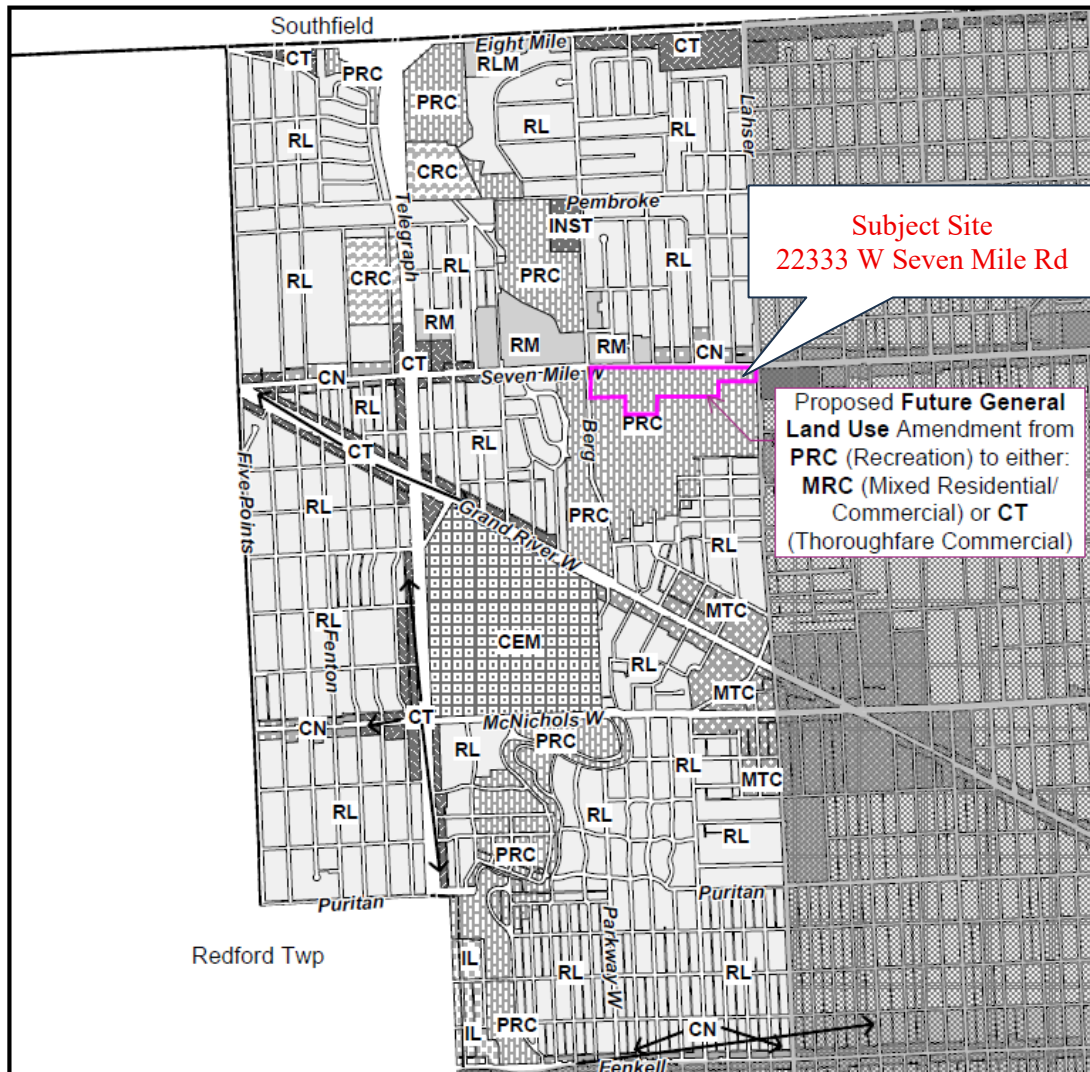 Southfield
Eight Mile
CT
CT
PRC
RLM
PRC
RL
RL
RL
Lahser
CRC
Telegraph
Pembroke
INST
Subject Site
22333 W Seven Mile Rd
RL
CRC
RL
PRC
RL
RM
RM
RM
CN
CT
CN
Seven Mile W
RL
CT
RL
Berg
PRC
Proposed Future General
Land Use Amendment from
PRC (Recreation) to either:
MRC (Mixed Residential/
Commercial) or CT
(Thoroughfare Commercial)
Five Points
RL
Grand River W
PRC
RL
MTC
RL
Fenton
CEM
RL
MTC
CT
CN
McNichols W
RL
PRC
RL
MTC
RL
RL
RL
PRC
Puritan
Puritan
Parkway W
Redford Twp
IL
RL
RL
IL
PRC
CN
Fenkell